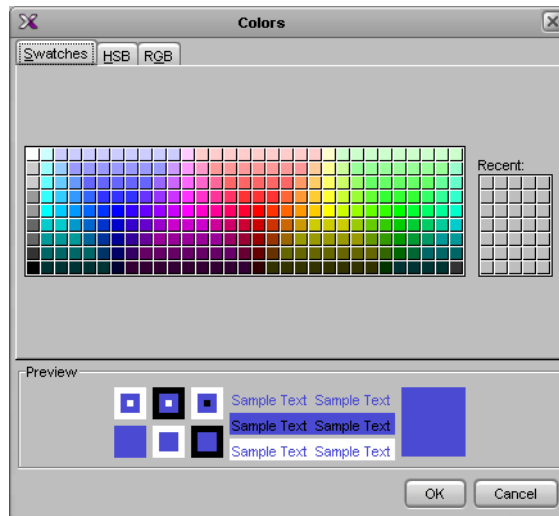 Colors
Swatches HSB RGB
Recent:
Preview
Sample Text Sample Text
Sample Text Sample Text
Sample Text Sample Text
OK Cancel